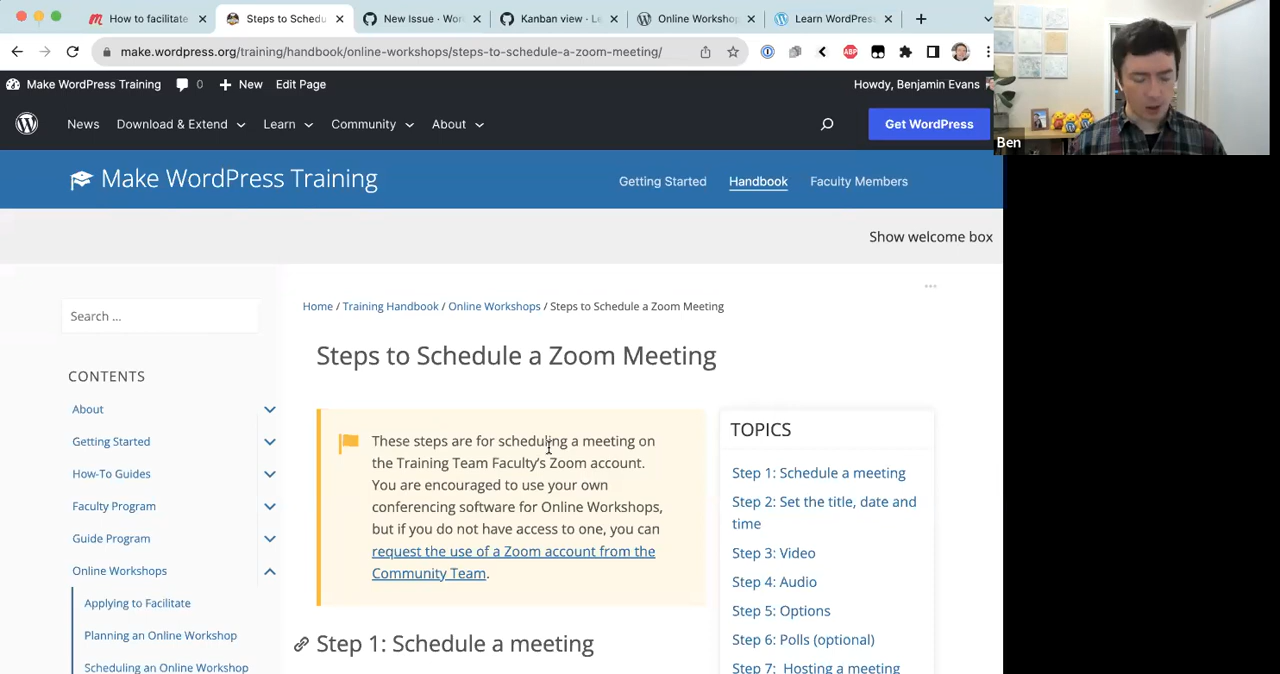 How to facilitate
Steps to Schedu
New Issue · Wor
Kanban view · Le
Online Workshop
Learn WordPress
make.wordpress.org/training/handbook/online-workshops/steps-to-schedule-a-zoom-meeting/
ABP
Make WordPress Training 0 New Edit Page Howdy, Benjamin Evans
News Download & Extend Learn Community About Get WordPress
Ben
Make WordPress Training
Getting Started Handbook Faculty Members
Show welcome box
Home / Training Handbook / Online Workshops / Steps to Schedule a Zoom Meeting
Search ...
Steps to Schedule a Zoom Meeting
CONTENTS
About
Getting Started
How-To Guides
Faculty Program
Guide Program
Online Workshops
Applying to Facilitate
Planning an Online Workshop
Scheduling an Online Workshop
These steps are for scheduling a meeting on
the Training Team Faculty's Zoom account.
You are encouraged to use your own
conferencing software for Online Workshops,
but if you do not have access to one, you can
request the use of a Zoom account from the
Community Team.
Step 1: Schedule a meeting
TOPICS
Step 1: Schedule a meeting
Step 2: Set the title, date and
time
Step 3: Video
Step 4: Audio
Step 5: Options
Step 6: Polls (optional)
Step 7: Hosting a meeting